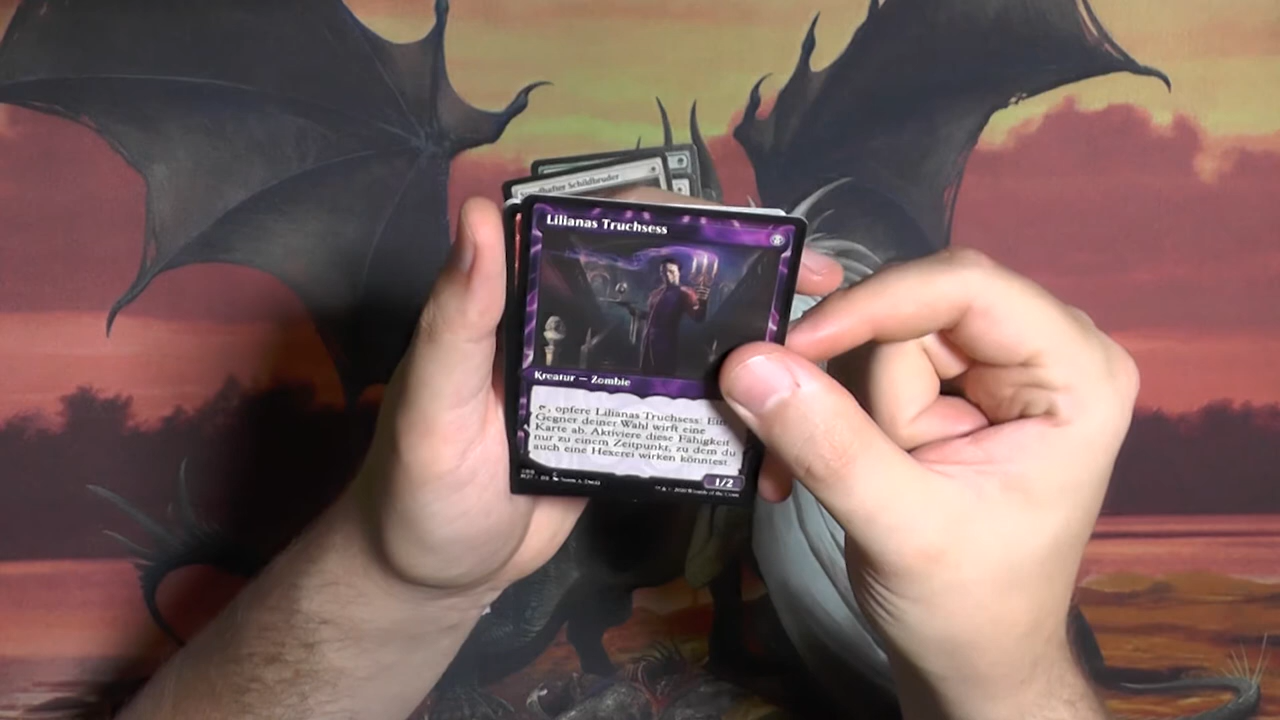 Schildbruder
Lilianas Truchsess
Kreatur — Zombie
, opfere Lilianas Truchsess: Ein
Gegner deiner Wahl wirft eine
Karte ab. Aktiviere diese Fähigkeit
nur zu einem Zeitpunkt, zu dem du
auch eine Hexerei wirken könntest.
1/2